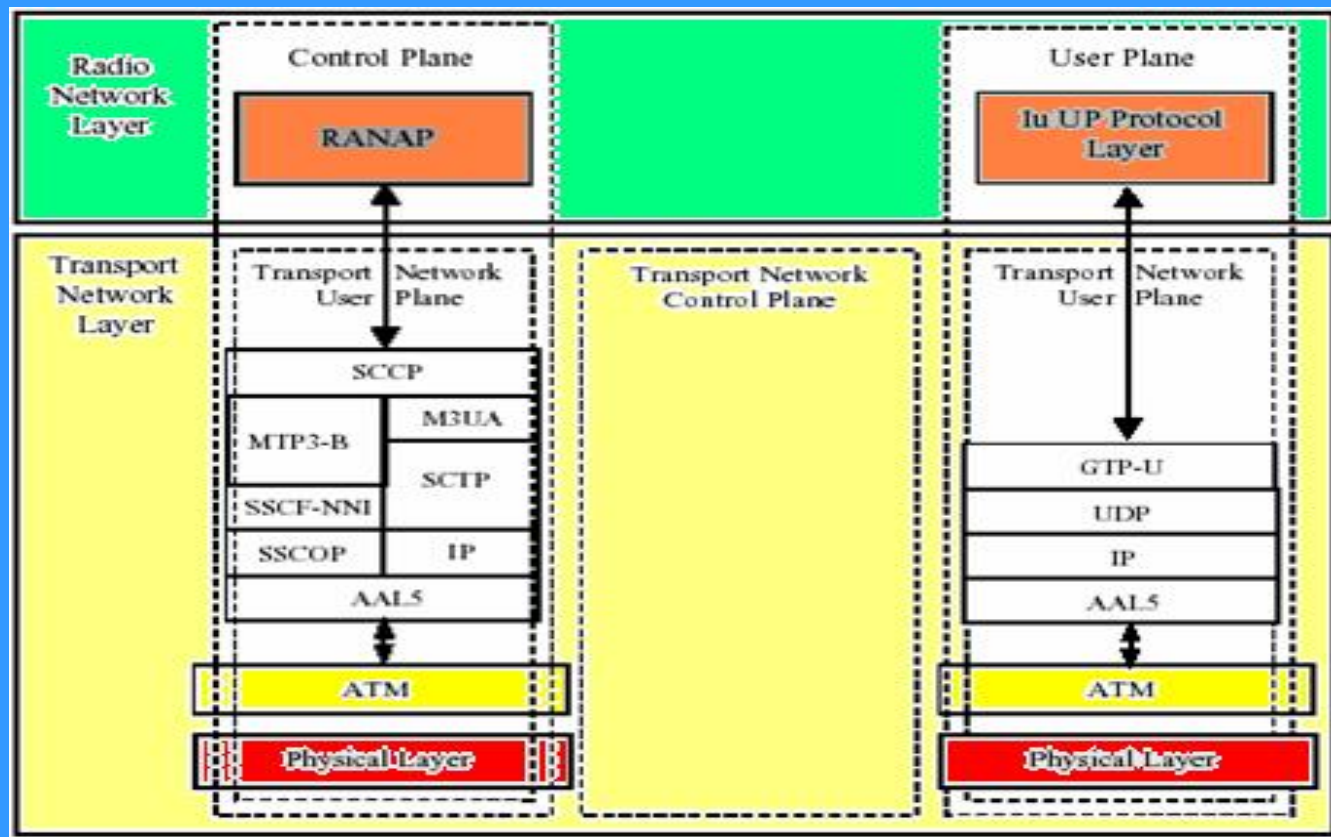 Radio
Network
Layer
Control Plane
RANAP
User Plane
Iu UP Protocol
Layer
Transport
Network
Layer
Transport Network
User Plane
SCCP
MTP3-B
M3UA
SCTP
SSCF-NNI
SSCOP
IP
AAL5
ATM
Physical Layer
Transport Network
Control Plane
Transport Network
User Plane
GTP-U
UDP
IP
AAL5
ATM
Physical Layer